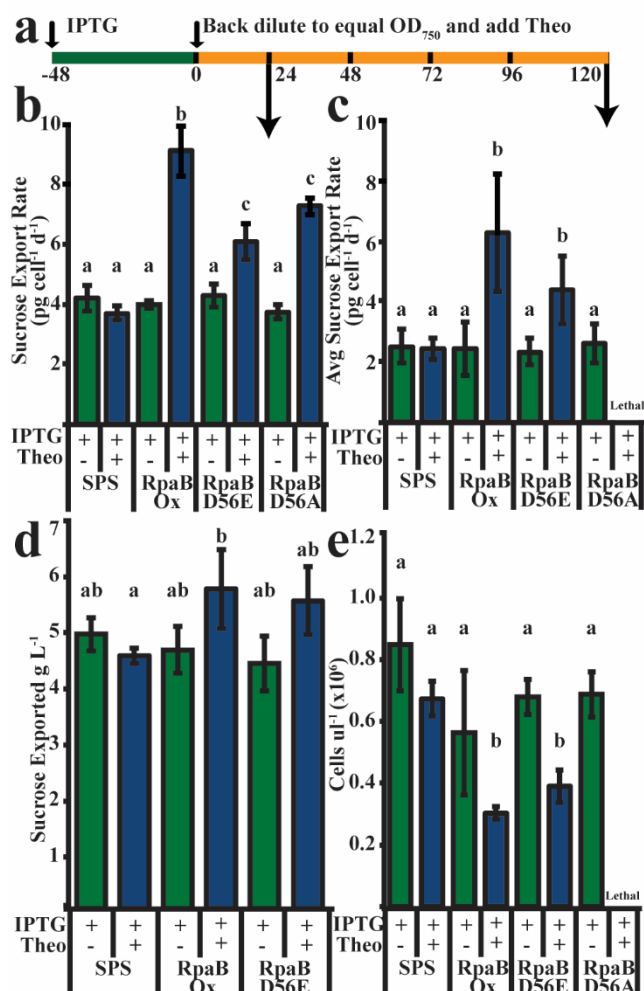 a IPTG Back dilute to equal OD750 and add Theo
-48 0 24 48 72 96 120
b
Sucrose Export Rate
(pg cell-1 d-1)
10
8
6
4
2
a a a b a c a c
IPTG + + + + + + + +
Theo - + - + - + - +
SPS RpaB Ox RpaB D56E RpaB D56A
c
Avg Sucrose Export Rate
(pg cell-1 d-1)
10
8
6
4
2
a a a b a b a Lethal
IPTG + + + + + + + +
Theo - + - + - + - +
SPS RpaB Ox RpaB D56E RpaB D56A
d
Sucrose Exported g L-1
7
6
5
4
3
2
1
ab a ab b ab ab
IPTG + + + + + +
Theo - + - + - +
SPS RpaB Ox RpaB D56E
e
Cells ul-1 (x106)
1.2
1.0
0.8
0.6
0.4
0.2
a a a b a b a Lethal
IPTG + + + + + + + +
Theo - + - + - + - +
SPS RpaB Ox RpaB D56E RpaB D56A